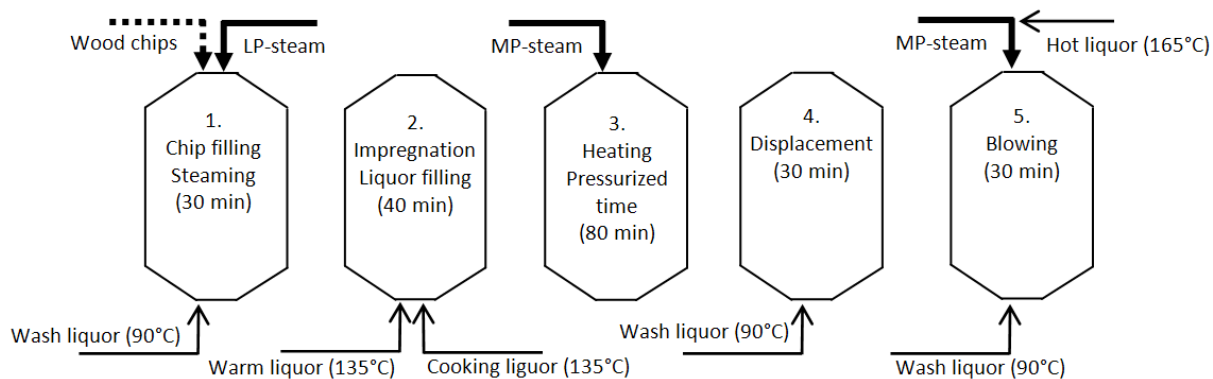 Wood chips
LP-steam
MP-steam
MP-steam
Hot liquor (165°C)
1.
Chip filling
Steaming
(30 min)
2.
Impregnation
Liquor filling
(40 min)
3.
Heating
Pressurized
time
(80 min)
4.
Displacement
(30 min)
5.
Blowing
(30 min)
Wash liquor (90°C)
Warm liquor (135°C)
Cooking liguor (135°C)
Wash liquor (90°C)
Wash liquor (90°C)